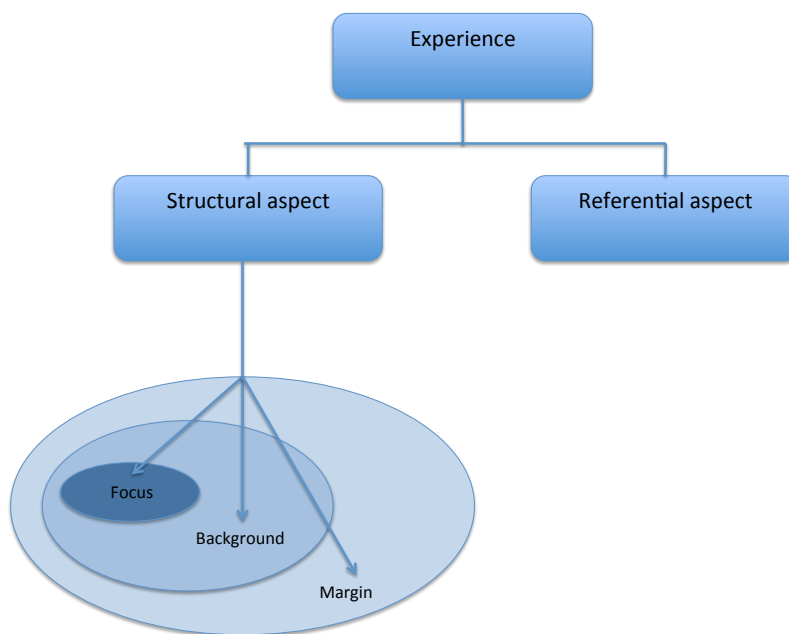 Experience
Structural aspect
Referential aspect
Focus
Background
Margin